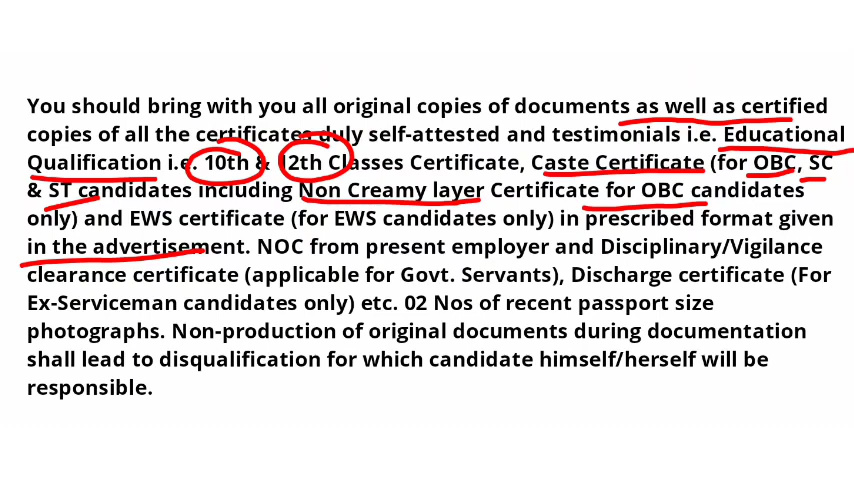 You should bring with you all original copies of documents as well as certified
copies of all the certificates duly self-attested and testimonials i.e. Educational
Qualification i.e. 10th & 12th Classes Certificate, Caste Certificate (for OBC, SC
& ST candidates including Non Creamy layer Certificate for OBC candidates
only) and EWS certificate (for EWS candidates only) in prescribed format given
in the advertisement. NOC from present employer and Disciplinary/Vigilance
clearance certificate (applicable for Govt. Servants), Discharge certificate (For
Ex-Serviceman candidates only) etc. 02 Nos of recent passport size
photographs. Non-production of original documents during documentation
shall lead to disqualification for which candidate himself/herself will be
responsible.